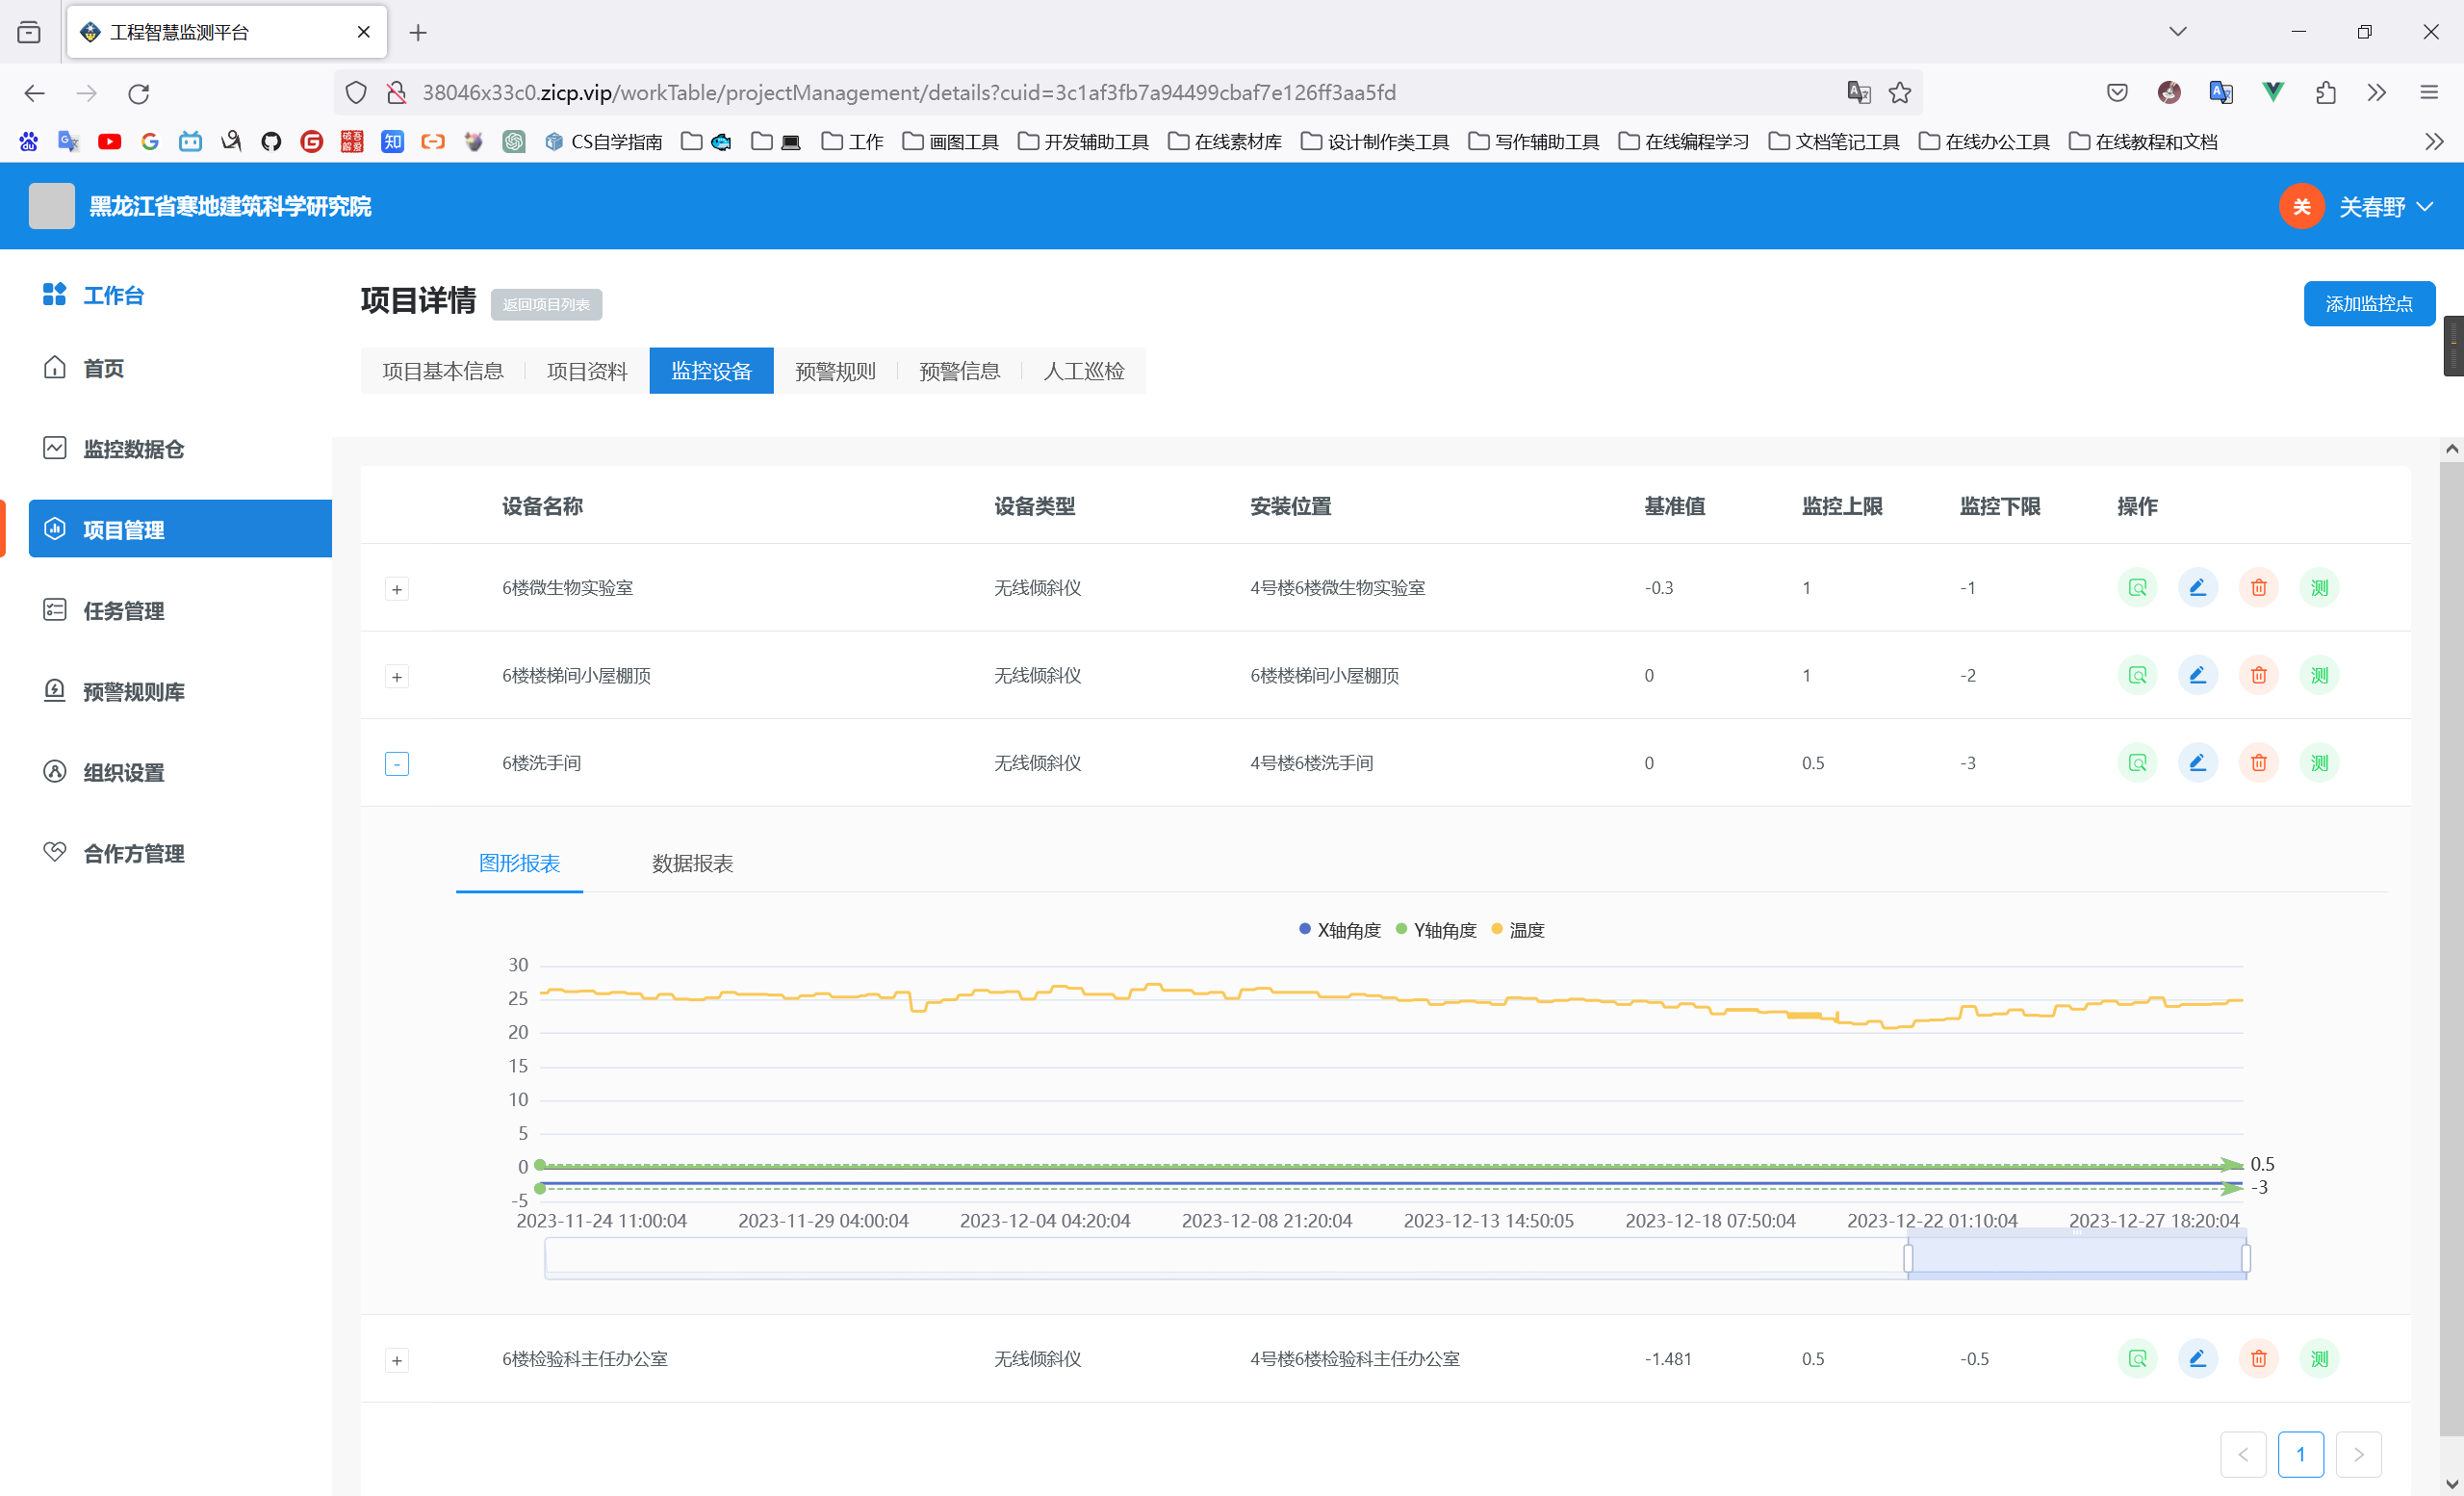 工程智慧监测平台
38046x33c0.zicp.vip/workTable/projectManagement/details?cuid=3c1af3fb7a94499cbaf7e126ff3aa5fd
知 CS自学指南 工作 画图工具 开发辅助工具 在线素材库 设计制作类工具 写作辅助工具 在线编程学习 文档笔记工具 在线办公工具 在线教程和文档
黑龙江省寒地建筑科学研究院
关 关春野
工作台
首页
监控数据仓
项目管理
任务管理
预警规则库
组织设置
合作方管理
项目详情 返回项目列表
添加监控点
项目基本信息 项目资料 监控设备 预警规则 预警信息 人工巡检
设备名称 设备类型 安装位置 基准值 监控上限 监控下限 操作
+ 6楼微生物实验室 无线倾斜仪 4号楼6楼微生物实验室 -0.3 1 -1 测
+ 6楼楼梯间小屋棚顶 无线倾斜仪 6楼楼梯间小屋棚顶 0 1 -2 测
- 6楼洗手间 无线倾斜仪 4号楼6楼洗手间 0 0.5 -3 测
图形报表 数据报表
X轴角度 Y轴角度 温度
30
25
20
15
10
5
0
-5
0.5
-3
2023-11-24 11:00:04 2023-11-29 04:00:04 2023-12-04 04:20:04 2023-12-08 21:20:04 2023-12-13 14:50:05 2023-12-18 07:50:04 2023-12-22 01:10:04 2023-12-27 18:20:04
+ 6楼检验科主任办公室 无线倾斜仪 4号楼6楼检验科主任办公室 -1.481 0.5 -0.5 测
< 1 >